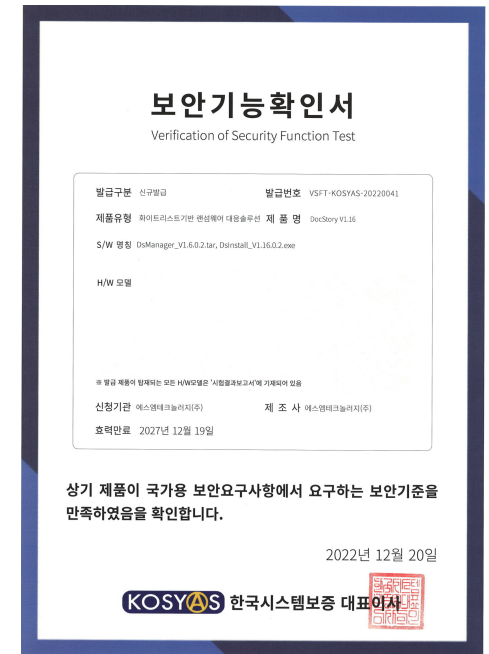 보안기능확인서
Verification of Security Function Test
발급구분 신규발급 발급번호 VSFT-KOSYAS-20220041
제품유형 화이트리스트기반 랜섬웨어 대응솔루션 제 품 명 DocStory V1.16
S/W 명칭 DsManager_V1.6.0.2.tar, DsInstall_V1.16.0.2.exe
H/W 모델
※ 발급 제품이 탑재되는 모든 H/W모델은 '시험결과보고서'에 기재되어 있음
신청기관 에스엠테크놀러지(주) 제 조 사 에스엠테크놀러지(주)
효력만료 2027년 12월 19일
상기 제품이 국가용 보안요구사항에서 요구하는 보안기준을
만족하였음을 확인합니다.
2022년 12월 20일
KOSYAS 한국시스템보증 대표이사